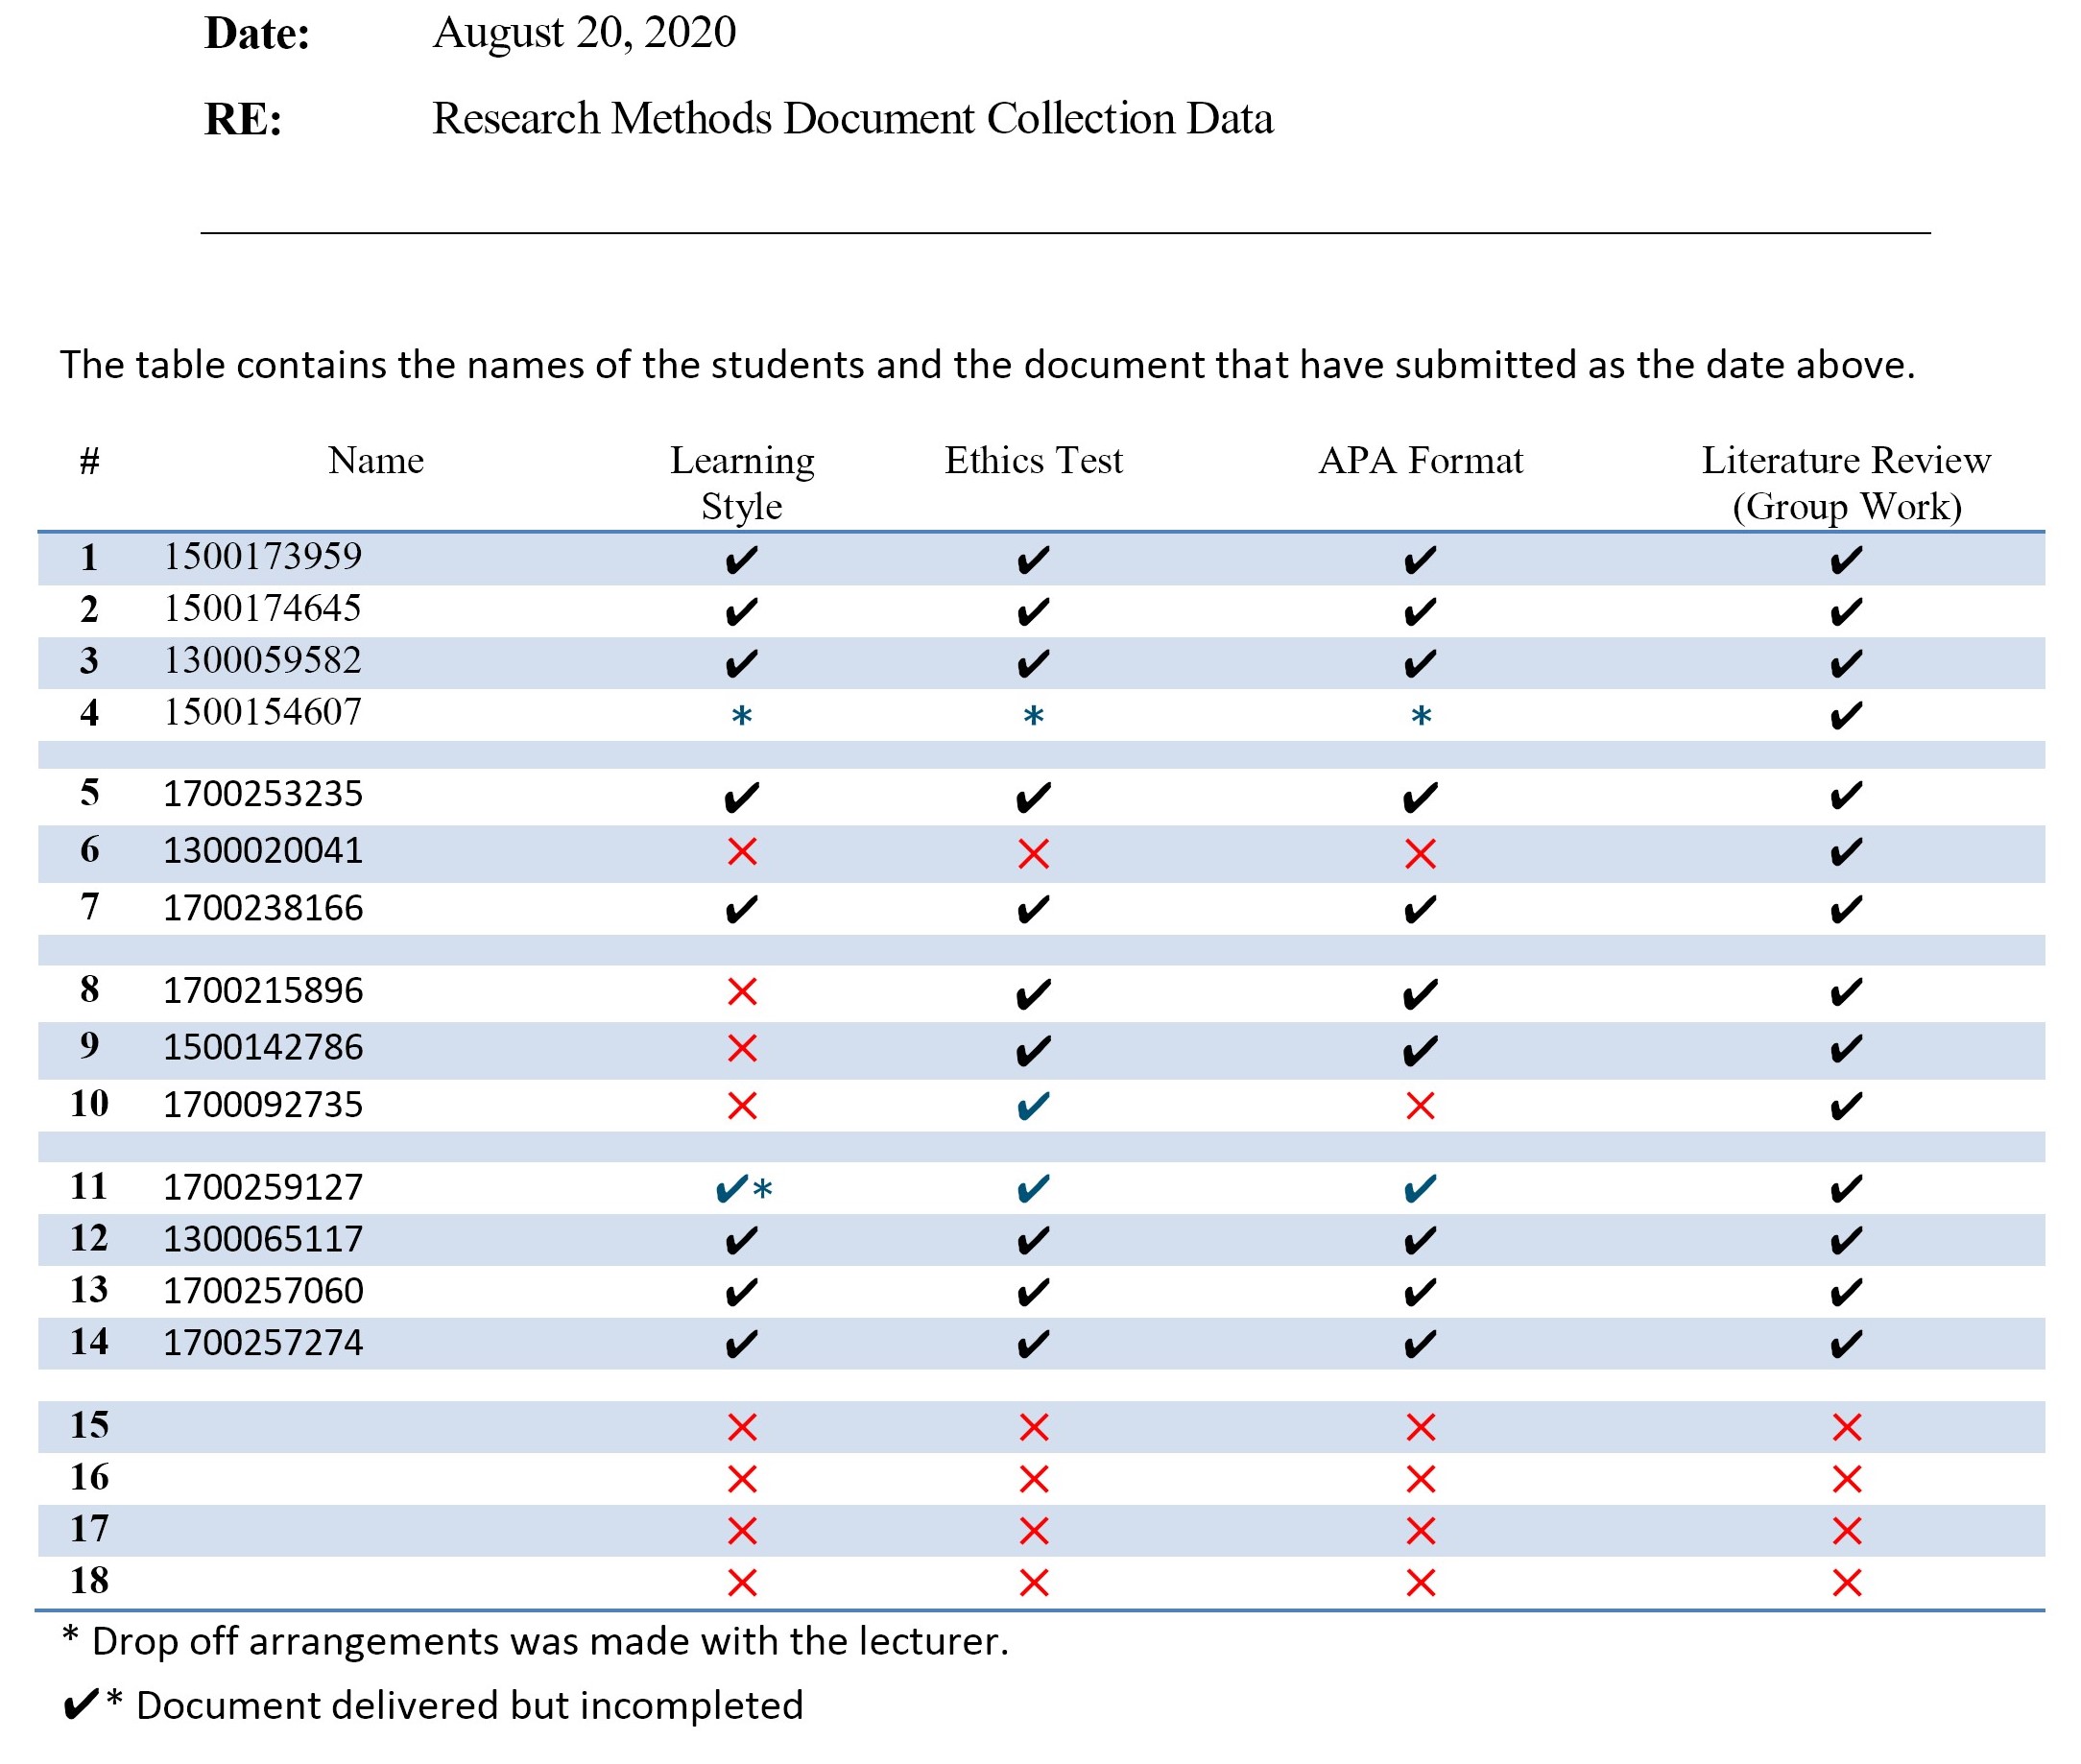 Date: August 20, 2020
RE: Research Methods Document Collection Data
The table contains the names of the students and the document that have submitted as the date above.
# Name Learning Style Ethics Test APA Format Literature Review (Group Work)
1 1500173959 ✔ ✔ ✔ ✔
2 1500174645 ✔ ✔ ✔ ✔
3 1300059582 ✔ ✔ ✔ ✔
4 1500154607 * * * ✔
5 1700253235 ✔ ✔ ✔ ✔
6 1300020041 ✕ ✕ ✕ ✔
7 1700238166 ✔ ✔ ✔ ✔
8 1700215896 ✕ ✔ ✔ ✔
9 1500142786 ✕ ✔ ✔ ✔
10 1700092735 ✕ ✔ ✕ ✔
11 1700259127 ✔* ✔ ✔ ✔
12 1300065117 ✔ ✔ ✔ ✔
13 1700257060 ✔ ✔ ✔ ✔
14 1700257274 ✔ ✔ ✔ ✔
15 ✕ ✕ ✕ ✕
16 ✕ ✕ ✕ ✕
17 ✕ ✕ ✕ ✕
18 ✕ ✕ ✕ ✕
* Drop off arrangements was made with the lecturer.
✔* Document delivered but incompleted